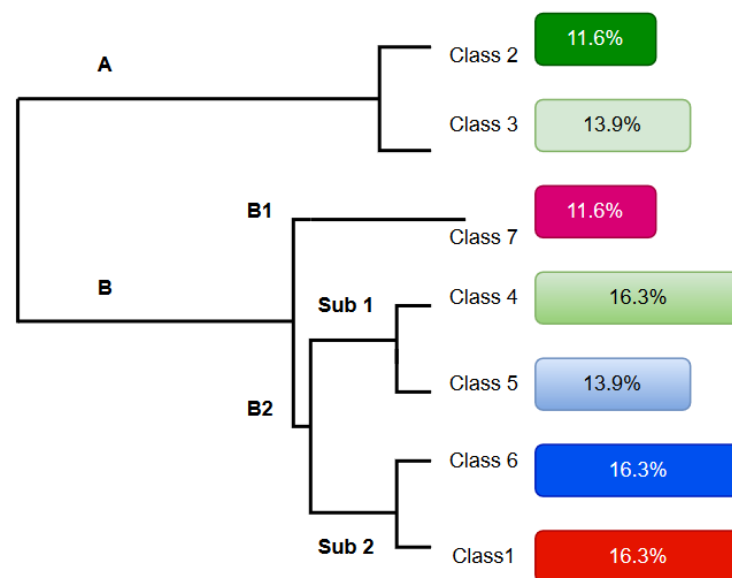 A
Class 2
11.6%
Class 3
13.9%
B1
Class 7
11.6%
B
Sub 1
Class 4
16.3%
Class 5
13.9%
B2
Class 6
16.3%
Sub 2
Class1
16.3%